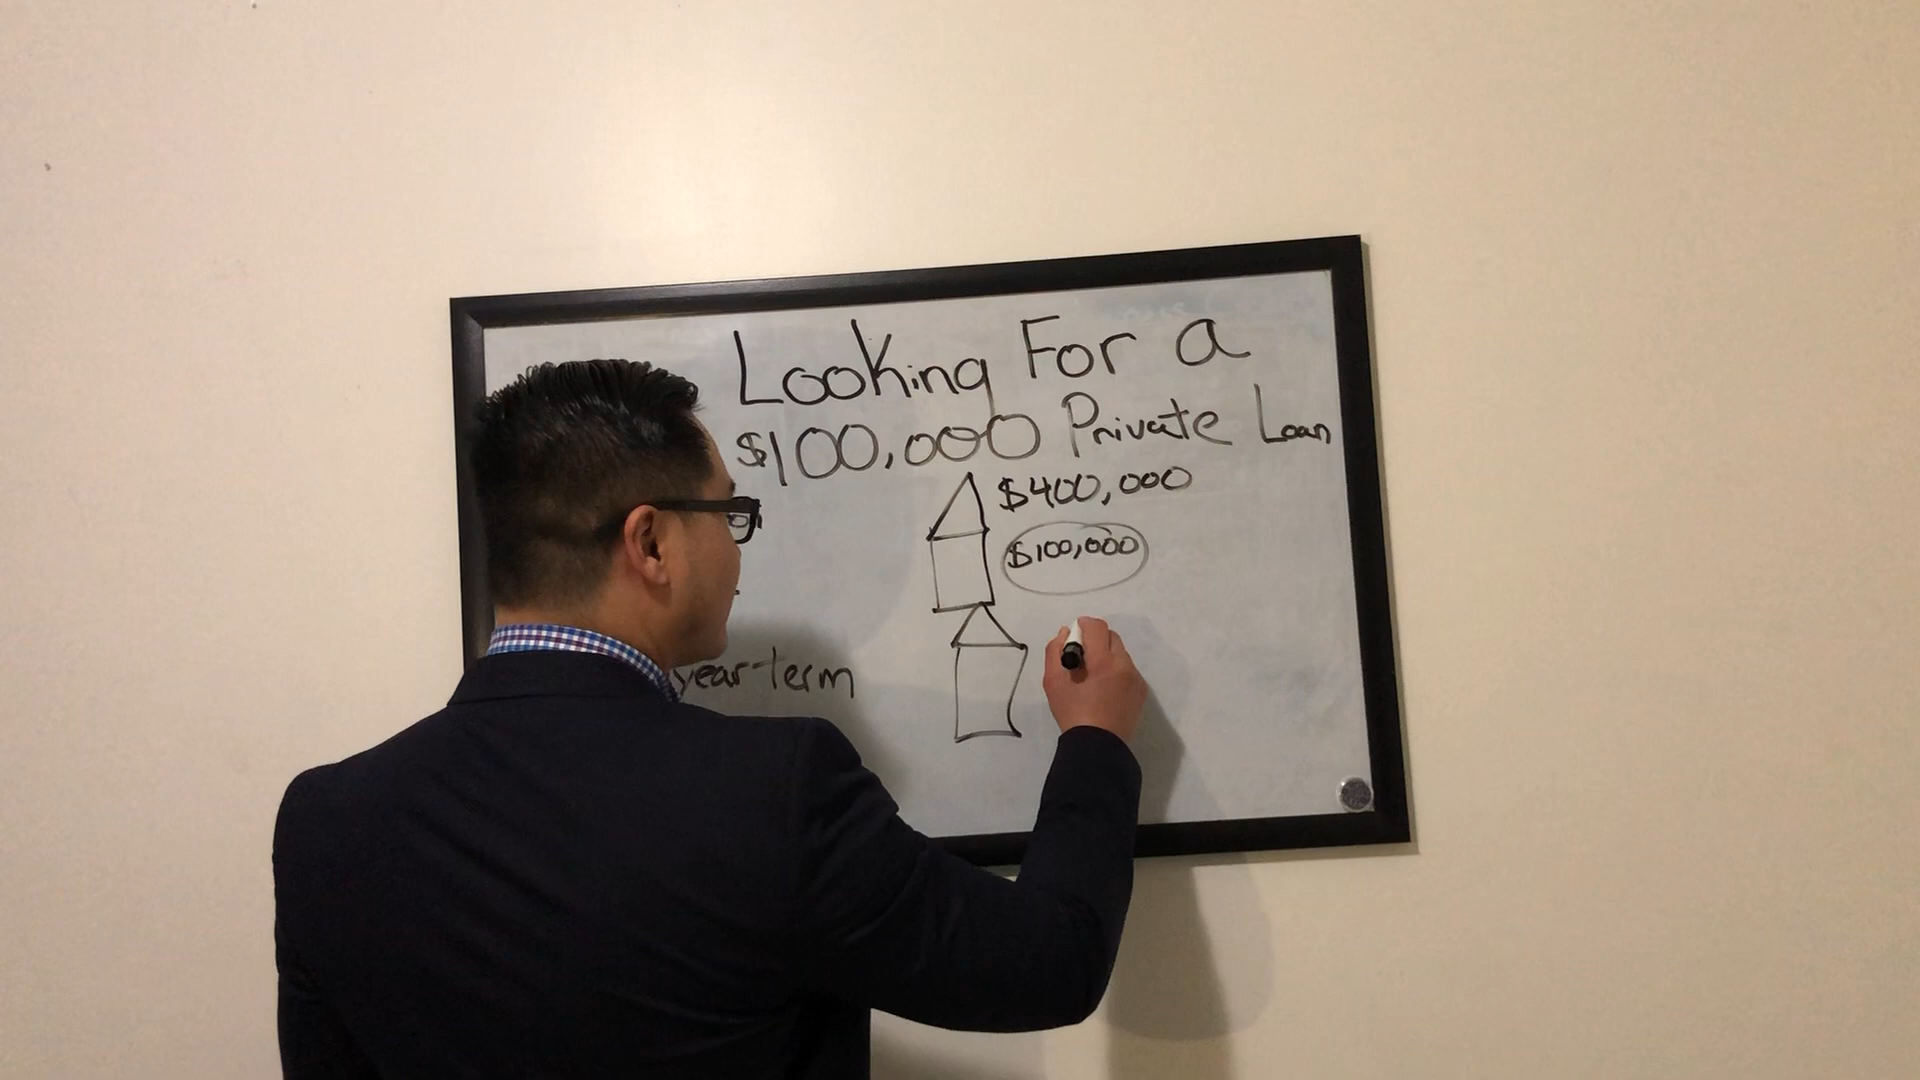 Looking For a
$100,000 Private Loan
$400,000
$100,000
year term